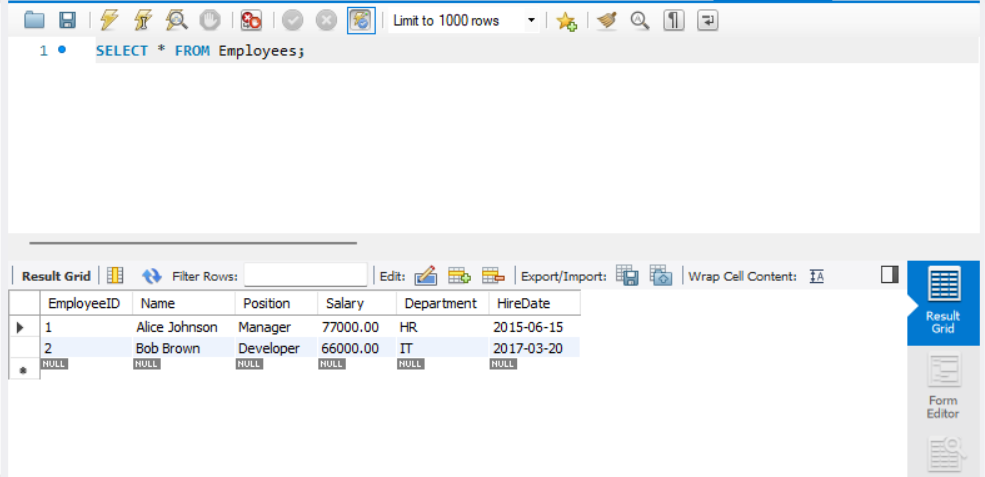 Limit to 1000 rows
1 SELECT * FROM Employees;
Result Grid Filter Rows: Edit: Export/Import: Wrap Cell Content: IA
EmployeeID Name Position Salary Department HireDate
1 Alice Johnson Manager 77000.00 HR 2015-06-15
2 Bob Brown Developer 66000.00 IT 2017-03-20
NULL NULL NULL NULL NULL NULL
Result
Grid
Form
Editor